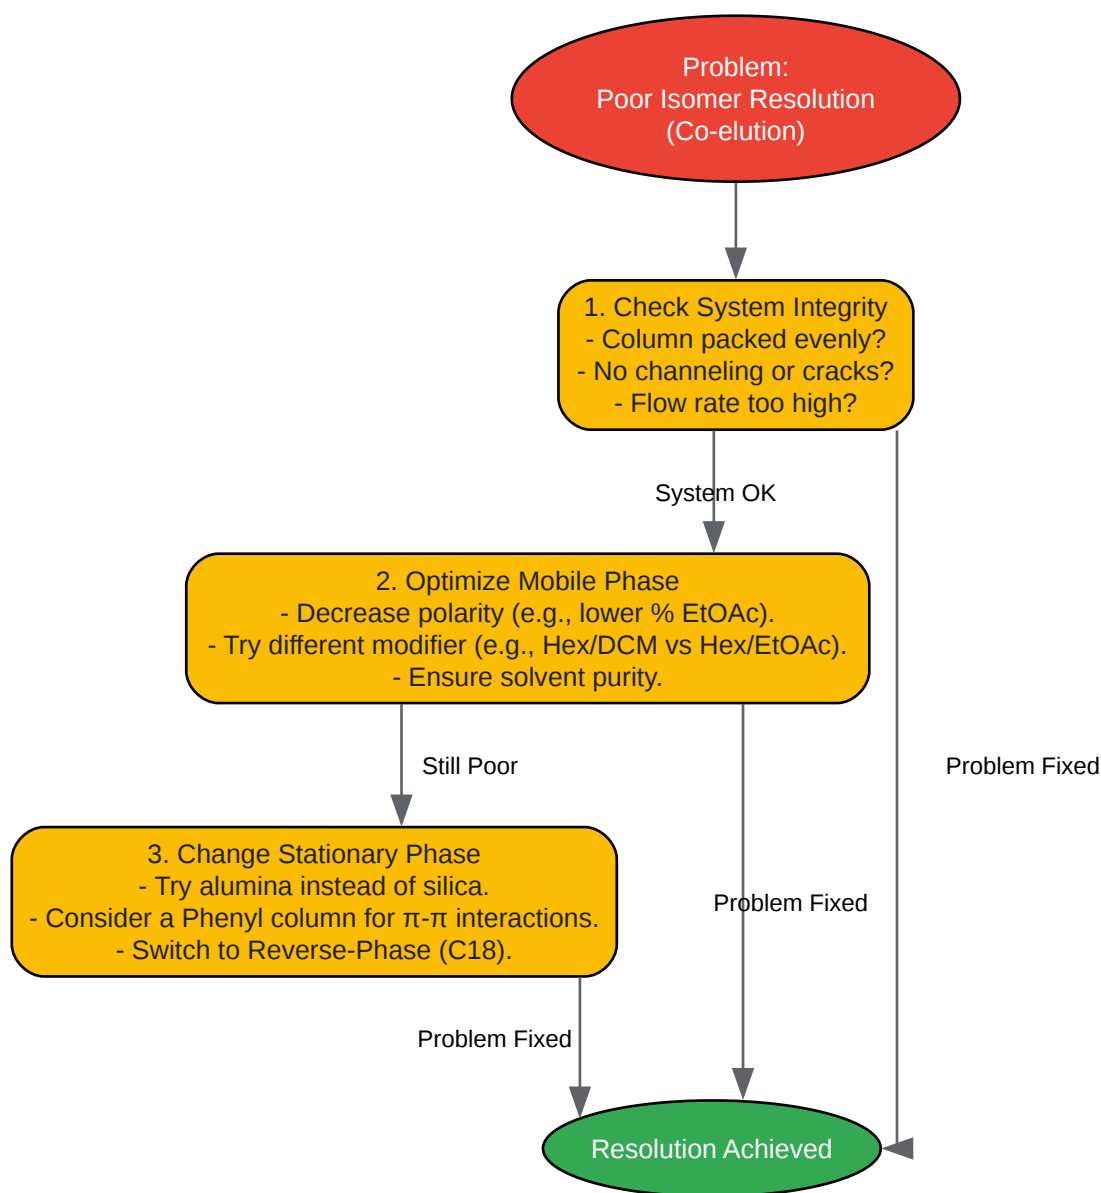 Problem:
Poor Isomer Resolution
(Co-elution)
1. Check System Integrity
- Column packed evenly?
- No channeling or cracks?
- Flow rate too high?
System OK
2. Optimize Mobile Phase
- Decrease polarity (e.g., lower % EtOAc).
- Try different modifier (e.g., Hex/DCM vs Hex/EtOAc).
- Ensure solvent purity.
Still Poor
Problem Fixed
3. Change Stationary Phase
- Try alumina instead of silica.
- Consider a Phenyl column for π-π interactions.
- Switch to Reverse-Phase (C18).
Problem Fixed
Problem Fixed
Resolution Achieved